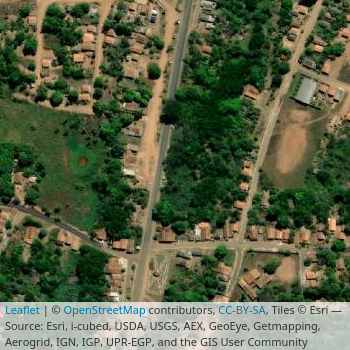 Leaflet | © OpenStreetMap contributors, CC-BY-SA, Tiles © Esri —
Source: Esri, i-cubed, USDA, USGS, AEX, GeoEye, Getmapping,
Aerogrid, IGN, IGP, UPR-EGP, and the GIS User Community